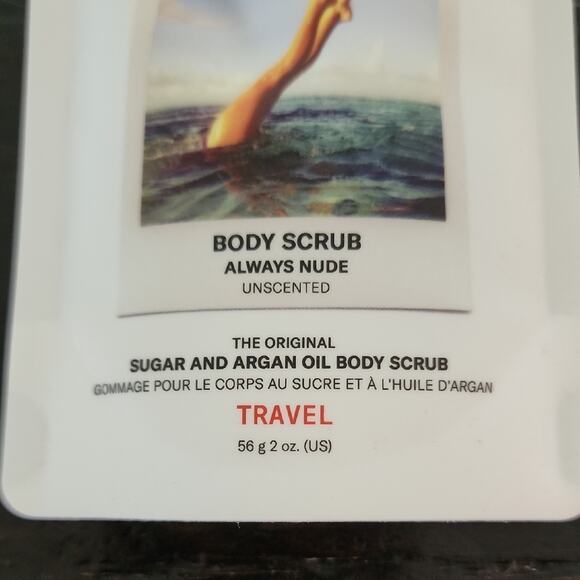 BODY SCRUB
ALWAYS NUDE
UNSCENTED
THE ORIGINAL
SUGAR AND ARGAN OIL BODY SCRUB
GOMMAGE POUR LE CORPS AU SUCRE ET À L'HUILE D'ARGAN
TRAVEL
56 g 2 oz. (US)